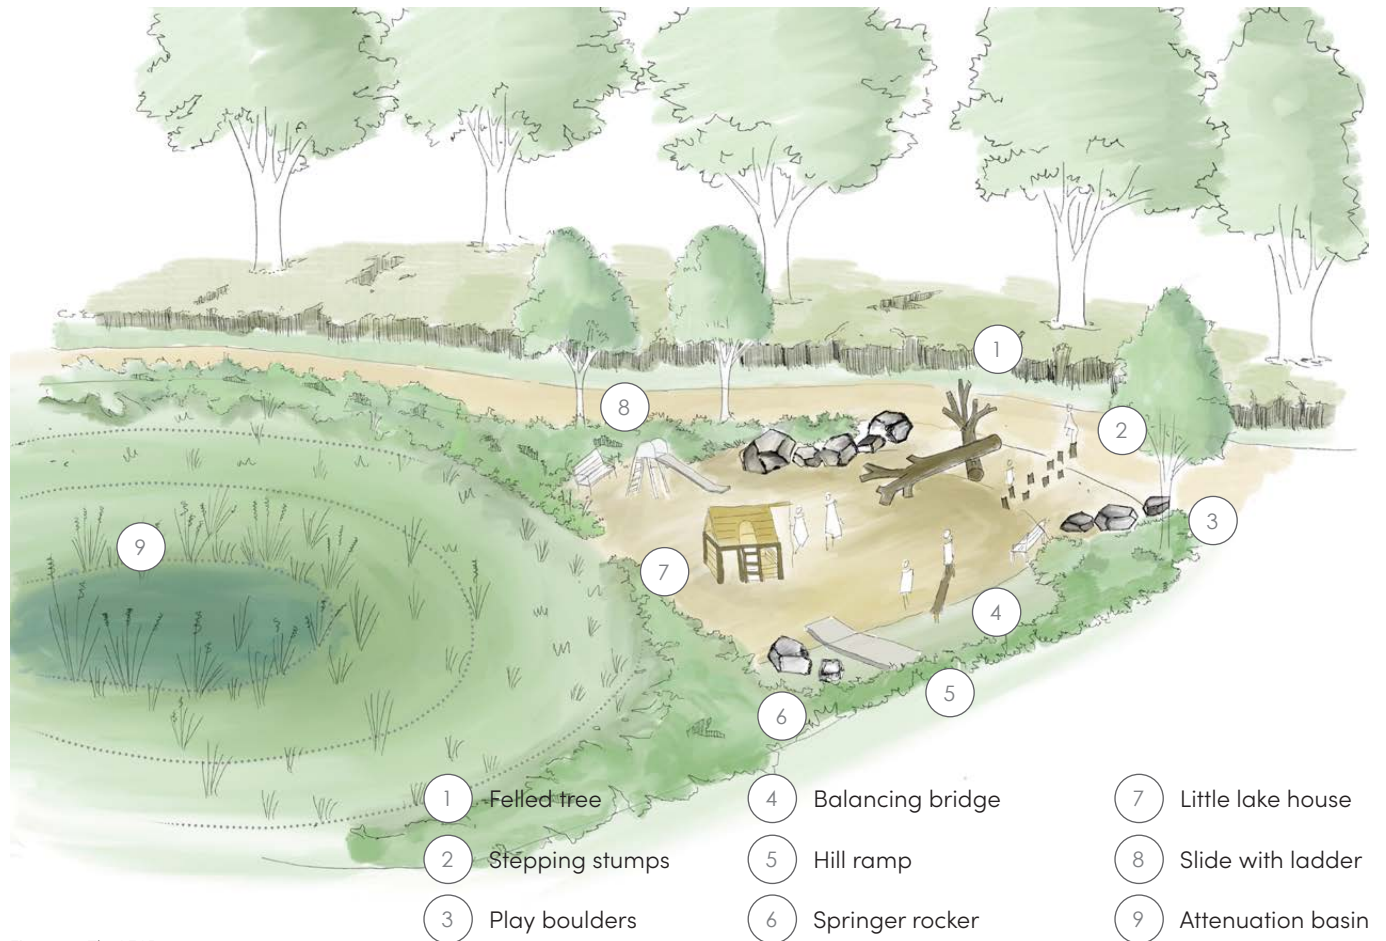 1
8
2
3
9
7
4
5
6
1 Felled tree
2 Stepping stumps
3 Play boulders
4 Balancing bridge
5 Hill ramp
6 Springer rocker
7 Little lake house
8 Slide with ladder
9 Attenuation basin